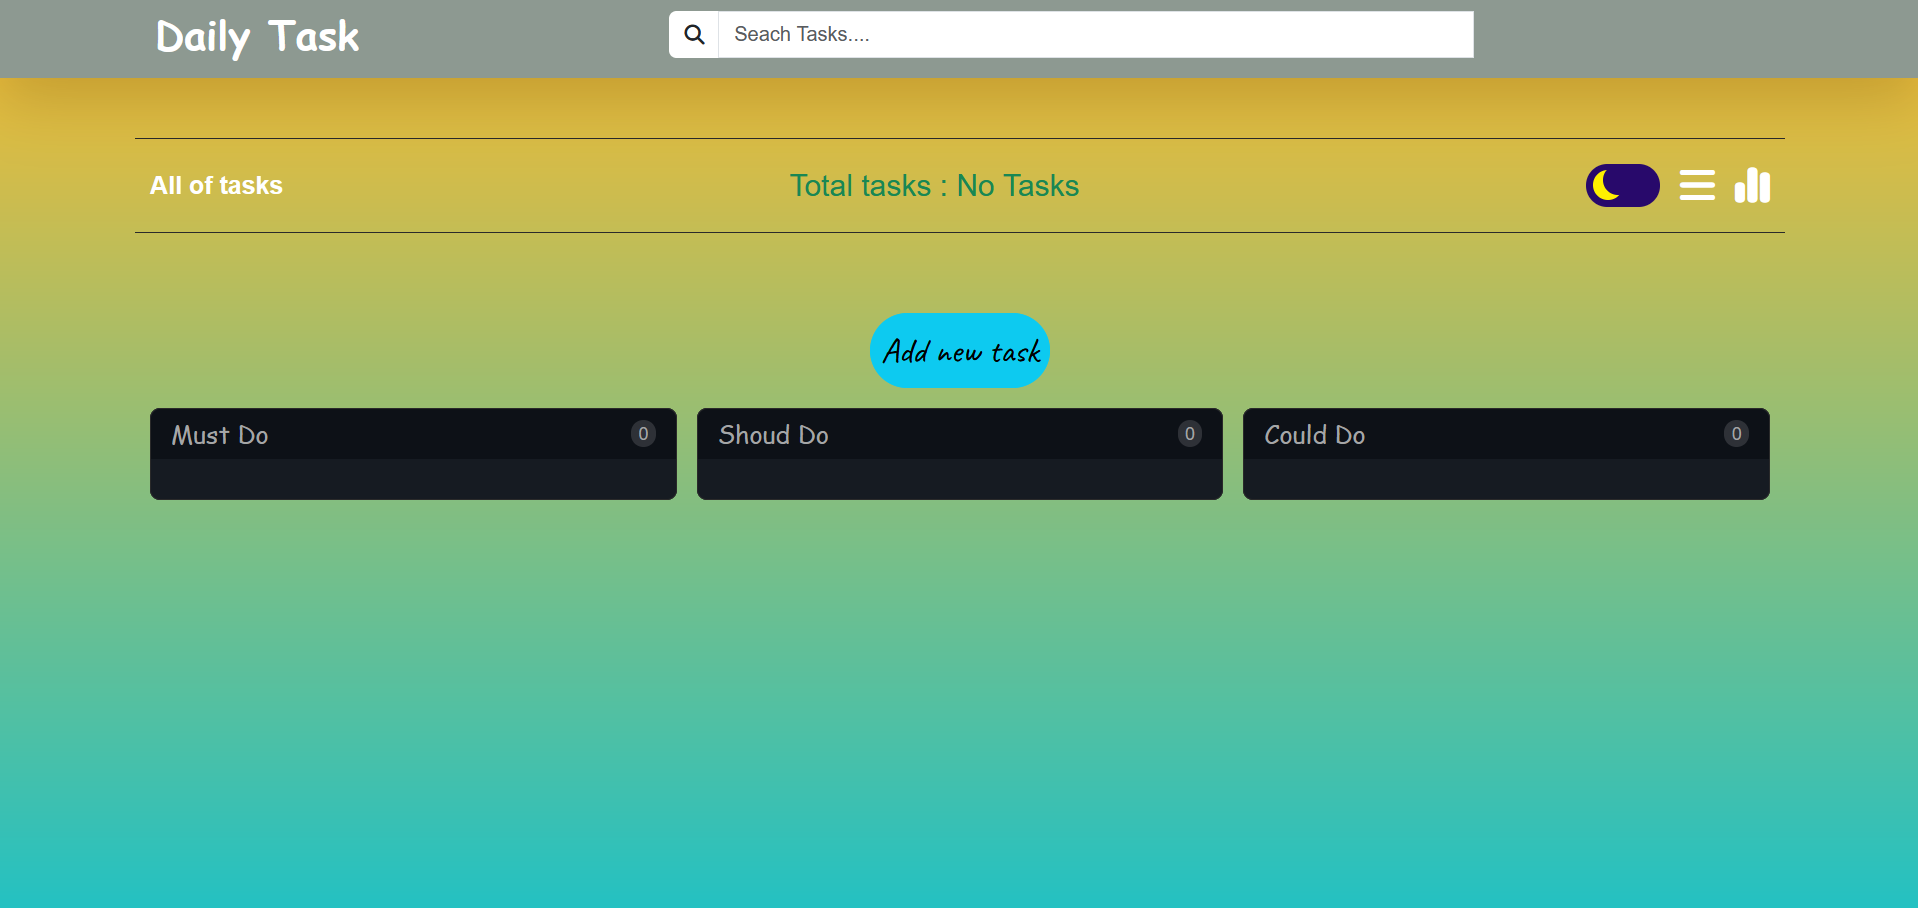 Daily Task
Seach Tasks....
All of tasks
Total tasks : No Tasks
Add new task
Must Do
0
Shoud Do
0
Could Do
0